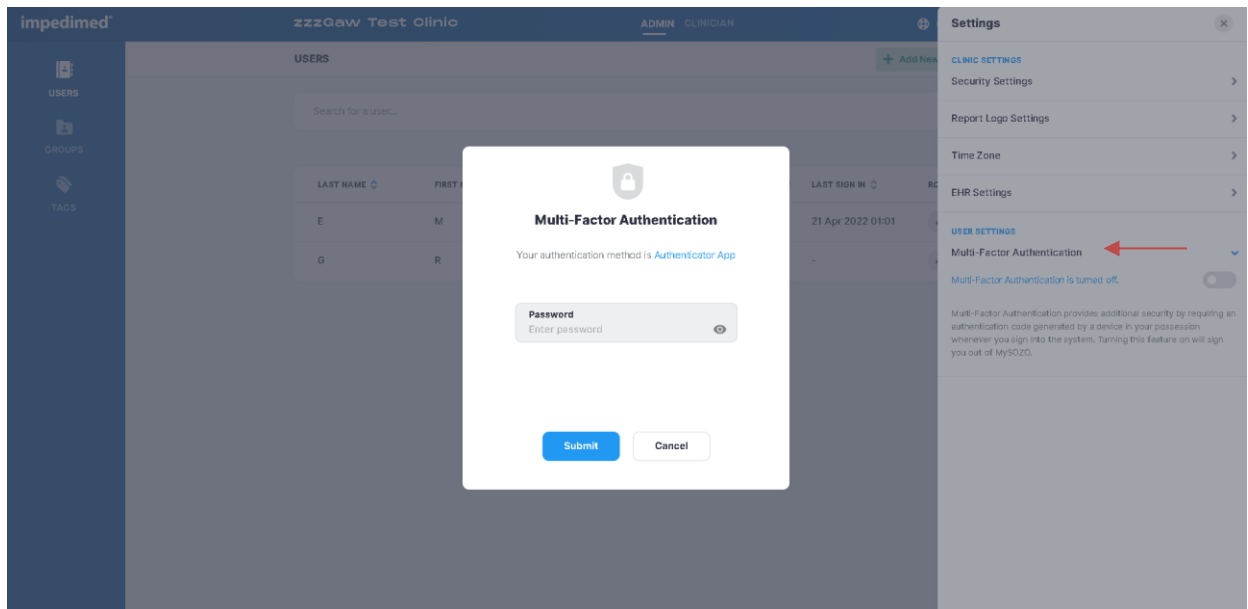 impedimed®
zzzGaw Test Clinic
ADMIN CLINICIAN
USERS
GROUPS
TAGS
USERS
+ Add New
Search for a user...
LAST NAME
FIRST
LAST SIGN IN
E M 21 Apr 2022 01:01
G R -
Multi-Factor Authentication
Your authentication method is Authenticator App
Password
Enter password
Submit Cancel
Settings
CLINIC SETTINGS
Security Settings
Report Logo Settings
Time Zone
EHR Settings
USER SETTINGS
Multi-Factor Authentication
Multi-Factor Authentication is turned off.
Multi-Factor Authentication provides additional security by requiring an
authentication code generated by a device in your possession
whenever you sign into the system. Turning this feature on will sign
you out of MySOZO.